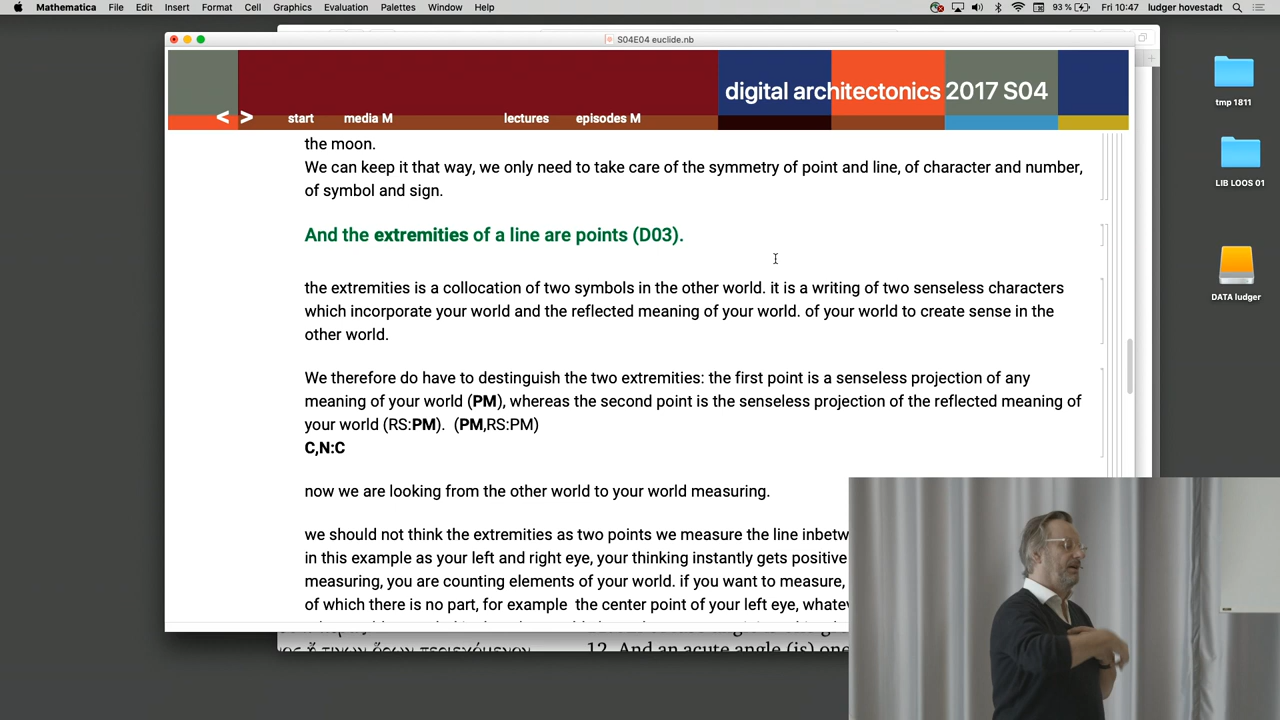 Mathematica File Edit Insert Format Cell Graphics Evaluation Palettes Window Help 93 % Fri 10:47 ludger hovestadt
S04E04 euclide.nb
digital architectonics 2017 S04
< > start media M lectures episodes M
tmp 1811
LIB LOOS 01
DATA ludger
the moon.
We can keep it that way, we only need to take care of the symmetry of point and line, of character and number,
of symbol and sign.
And the extremities of a line are points (D03).
the extremities is a collocation of two symbols in the other world. it is a writing of two senseless characters
which incorporate your world and the reflected meaning of your world. of your world to create sense in the
other world.
We therefore do have to destinguish the two extremities: the first point is a senseless projection of any
meaning of your world (PM), whereas the second point is the senseless projection of the reflected meaning of
your world (RS:PM). (PM,RS:PM)
C,N:C
now we are looking from the other world to your world measuring.
we should not think the extremities as two points we measure the line inbetw
in this example as your left and right eye, your thinking instantly gets positive
measuring, you are counting elements of your world. if you want to measure,
of which there is no part, for example the center point of your left eye, whatev
12. And an acute angle (is) one